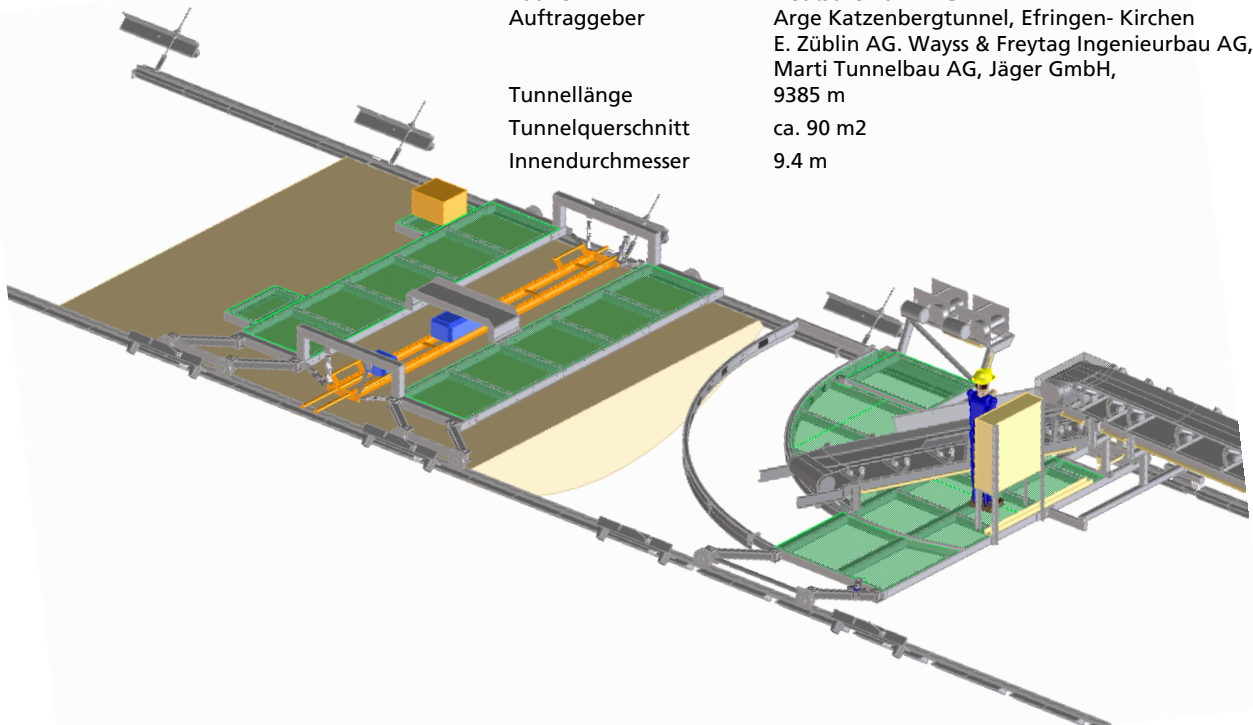 Auftraggeber Arge Katzenbergtunnel, Efringen- Kirchen
E. Züblin AG. Wayss & Freytag Ingenieurbau AG,
Marti Tunnelbau AG, Jäger GmbH,
Tunnellänge 9385 m
Tunnelquerschnitt ca. 90 m2
Innendurchmesser 9.4 m